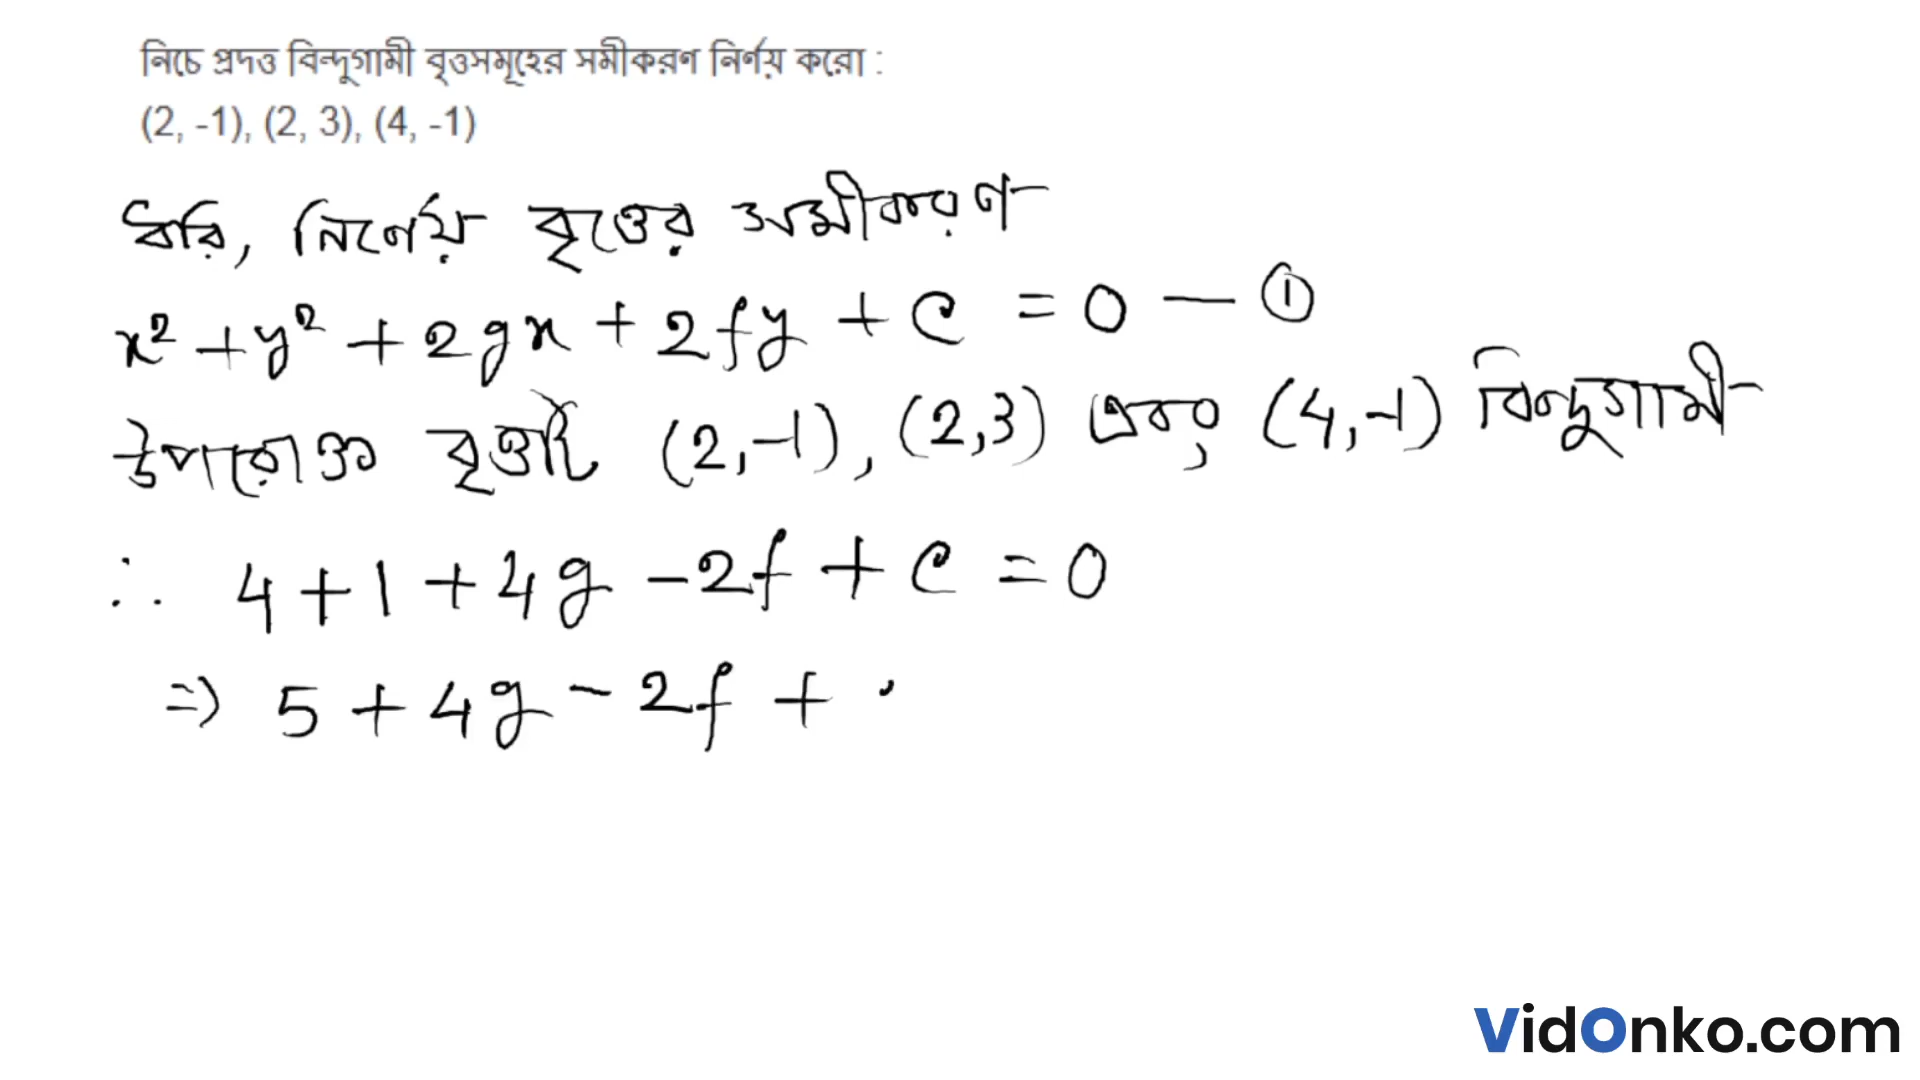 নিচে প্রদত্ত বিন্দুগামী বৃত্তসমূহের সমীকরণ নির্ণয় করো :
(2, -1), (2, 3), (4, -1)
ধরি, নির্ণেয় বৃত্তের সমীকরণ
x² + y² + 2gx + 2fy + c = 0 — ①
উপরোক্ত বৃত্তটি (2,-1), (2,3) এবং (4,-1) বিন্দুগামী
∴ 4+1+4g -2f + c = 0
⇒ 5 + 4g - 2f +
VidOnko.com